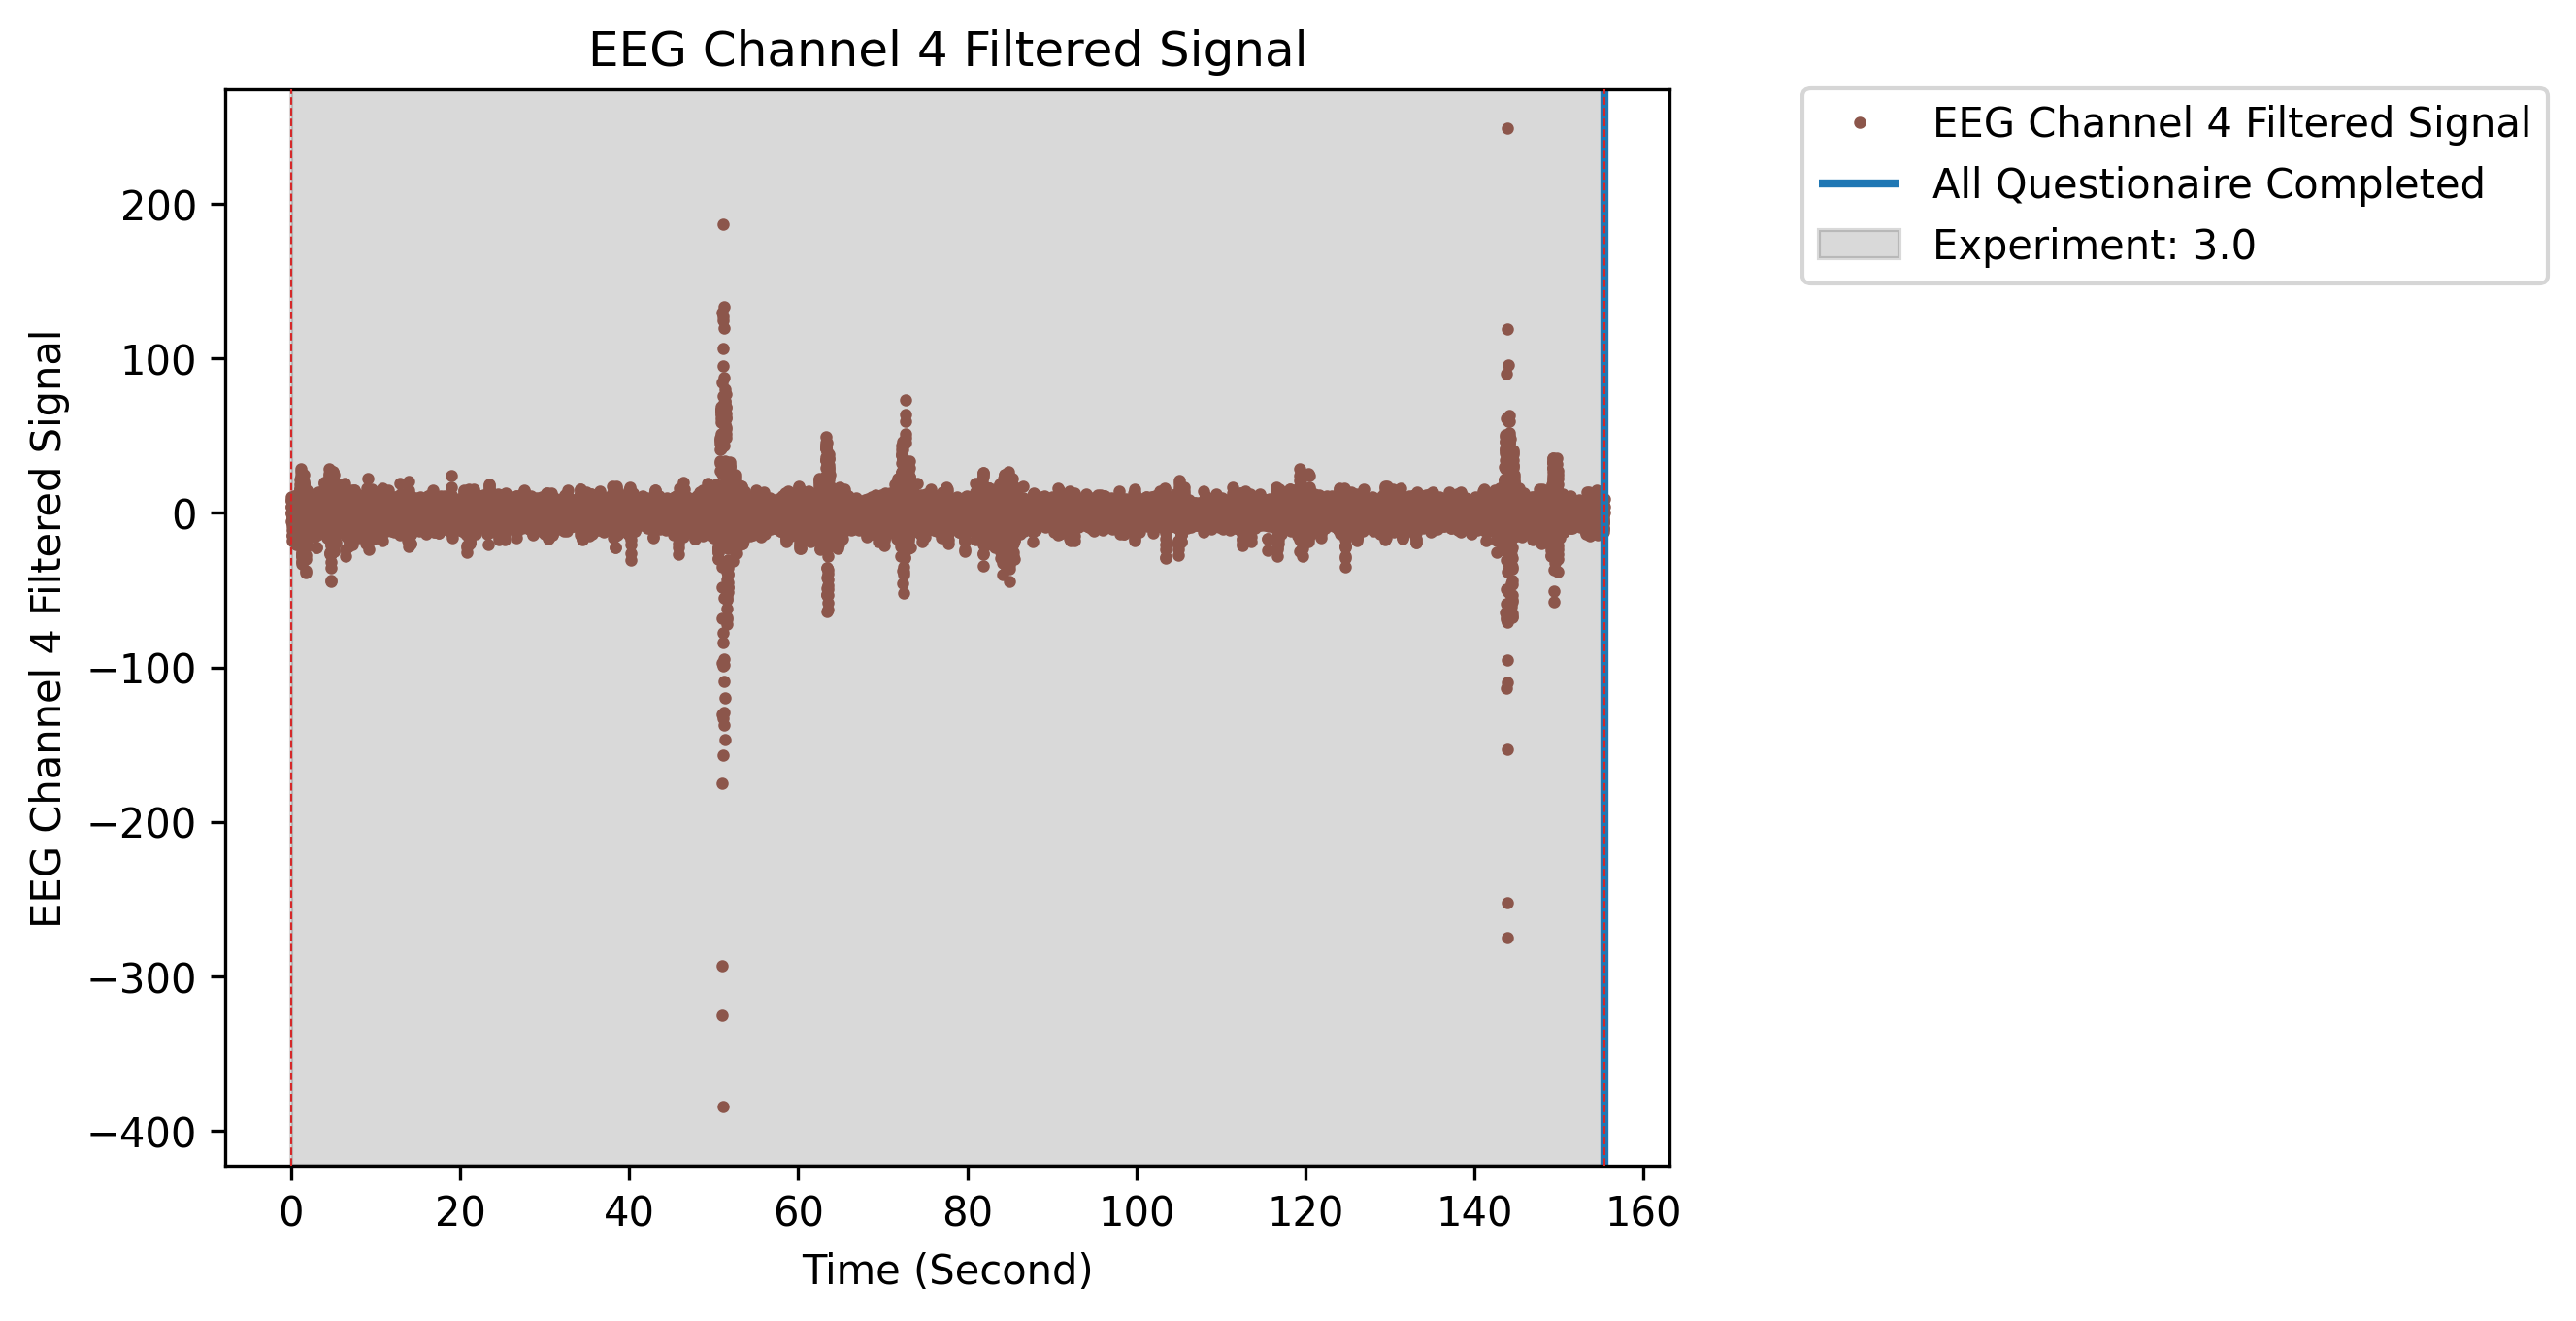 EEG Channel 4 Filtered Signal
EEG Channel 4 Filtered Signal
All Questionaire Completed
Experiment: 3.0
EEG Channel 4 Filtered Signal
200
100
0
−100
−200
−300
−400
0 20 40 60 80 100 120 140 160
Time (Second)